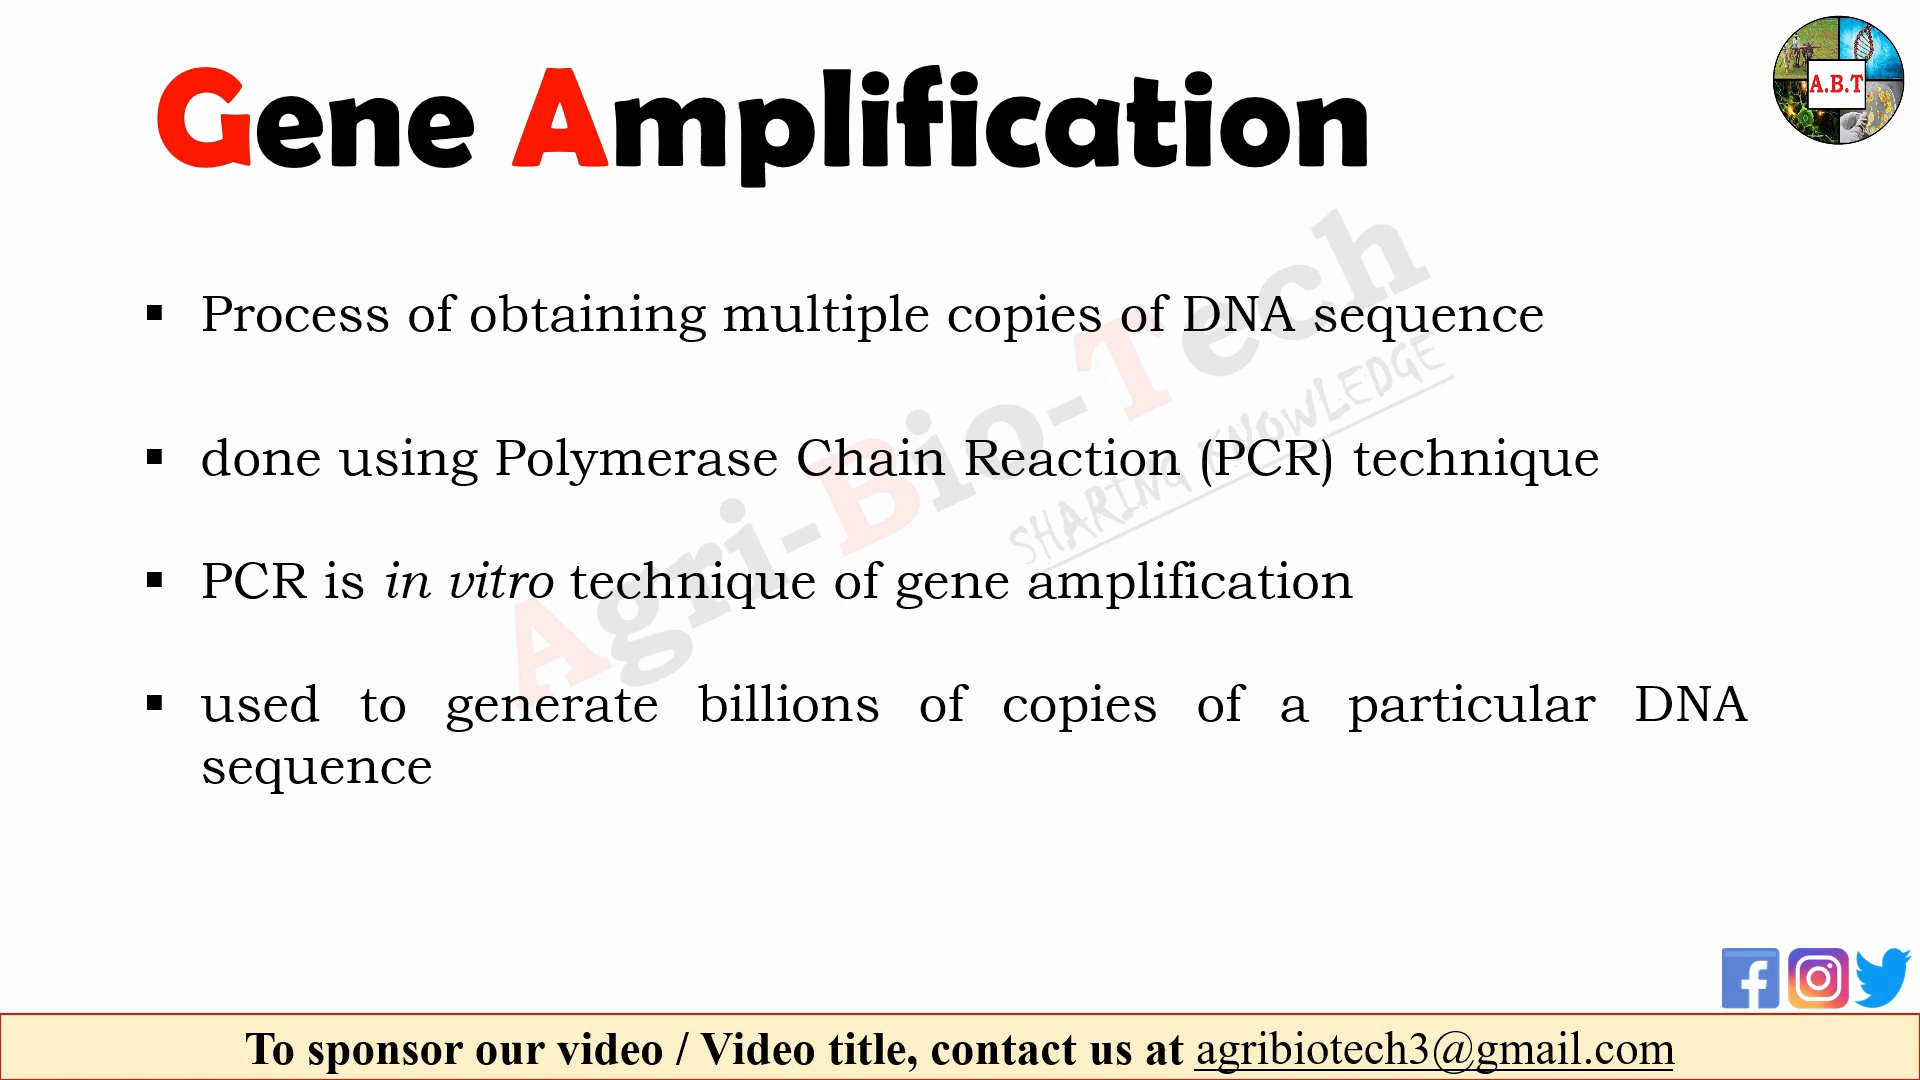 Gene Amplification
A.B.T
▪ Process of obtaining multiple copies of DNA sequence
▪ done using Polymerase Chain Reaction (PCR) technique
▪ PCR is in vitro technique of gene amplification
▪ used to generate billions of copies of a particular DNA
sequence
Agri-Bio-Tech
SHARING KNOWLEDGE
To sponsor our video / Video title, contact us at agribiotech3@gmail.com